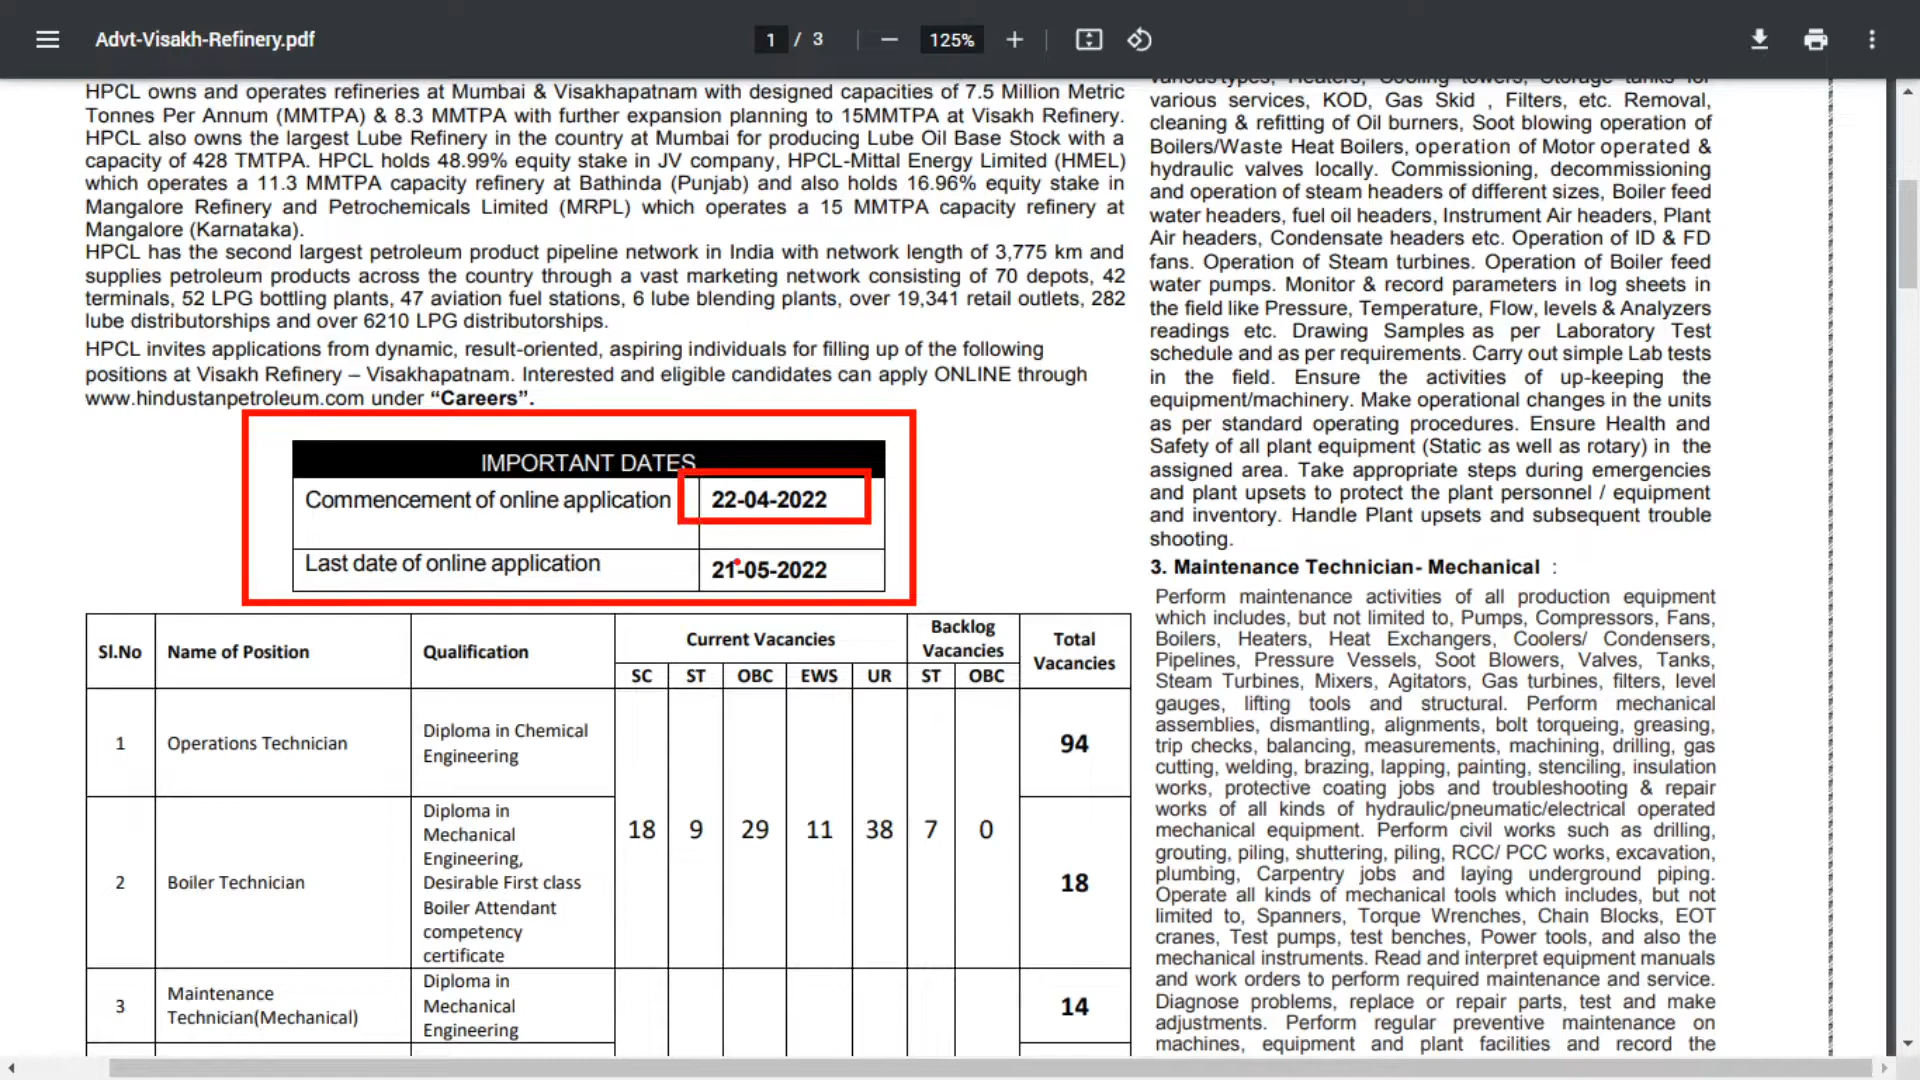 Advt-Visakh-Refinery.pdf
1 / 3
125%
HPCL owns and operates refineries at Mumbai & Visakhapatnam with designed capacities of 7.5 Million Metric
Tonnes Per Annum (MMTPA) & 8.3 MMTPA with further expansion planning to 15MMTPA at Visakh Refinery.
HPCL also owns the largest Lube Refinery in the country at Mumbai for producing Lube Oil Base Stock with a
capacity of 428 TMTPA. HPCL holds 48.99% equity stake in JV company, HPCL-Mittal Energy Limited (HMEL)
which operates a 11.3 MMTPA capacity refinery at Bathinda (Punjab) and also holds 16.96% equity stake in
Mangalore Refinery and Petrochemicals Limited (MRPL) which operates a 15 MMTPA capacity refinery at
Mangalore (Karnataka).
HPCL has the second largest petroleum product pipeline network in India with network length of 3,775 km and
supplies petroleum products across the country through a vast marketing network consisting of 70 depots, 42
terminals, 52 LPG bottling plants, 47 aviation fuel stations, 6 lube blending plants, over 19,341 retail outlets, 282
lube distributorships and over 6210 LPG distributorships.
HPCL invites applications from dynamic, result-oriented, aspiring individuals for filling up of the following
positions at Visakh Refinery – Visakhapatnam. Interested and eligible candidates can apply ONLINE through
www.hindustanpetroleum.com under “Careers”.
IMPORTANT DATES
Commencement of online application 22-04-2022
Last date of online application 21-05-2022
Sl.No Name of Position Qualification Current Vacancies Backlog Vacancies Total Vacancies
SC ST OBC EWS UR ST OBC
1 Operations Technician Diploma in Chemical
Engineering 94
2 Boiler Technician Diploma in
Mechanical
Engineering,
Desirable First class
Boiler Attendant
competency
certificate
18 9 29 11 38 7 0
18
3 Maintenance
Technician(Mechanical) Diploma in
Mechanical
Engineering 14
various types, Heaters, Cooling towers, Storage tanks for
various services, KOD, Gas Skid , Filters, etc. Removal,
cleaning & refitting of Oil burners, Soot blowing operation of
Boilers/Waste Heat Boilers, operation of Motor operated &
hydraulic valves locally. Commissioning, decommissioning
and operation of steam headers of different sizes, Boiler feed
water headers, fuel oil headers, Instrument Air headers, Plant
Air headers, Condensate headers etc. Operation of ID & FD
fans. Operation of Steam turbines. Operation of Boiler feed
water pumps. Monitor & record parameters in log sheets in
the field like Pressure, Temperature, Flow, levels & Analyzers
readings etc. Drawing Samples as per Laboratory Test
schedule and as per requirements. Carry out simple Lab tests
in the field. Ensure the activities of up-keeping the
equipment/machinery. Make operational changes in the units
as per standard operating procedures. Ensure Health and
Safety of all plant equipment (Static as well as rotary) in the
assigned area. Take appropriate steps during emergencies
and plant upsets to protect the plant personnel / equipment
and inventory. Handle Plant upsets and subsequent trouble
shooting.
3. Maintenance Technician- Mechanical :
Perform maintenance activities of all production equipment
which includes, but not limited to, Pumps, Compressors, Fans,
Boilers, Heaters, Heat Exchangers, Coolers/ Condensers,
Pipelines, Pressure Vessels, Soot Blowers, Valves, Tanks,
Steam Turbines, Mixers, Agitators, Gas turbines, filters, level
gauges, lifting tools and structural. Perform mechanical
assemblies, dismantling, alignments, bolt torqueing, greasing,
trip checks, balancing, measurements, machining, drilling, gas
cutting, welding, brazing, lapping, painting, stenciling, insulation
works, protective coating jobs and troubleshooting & repair
works of all kinds of hydraulic/pneumatic/electrical operated
mechanical equipment. Perform civil works such as drilling,
grouting, piling, shuttering, piling, RCC/ PCC works, excavation,
plumbing, Carpentry jobs and laying underground piping.
Operate all kinds of mechanical tools which includes, but not
limited to, Spanners, Torque Wrenches, Chain Blocks, EOT
cranes, Test pumps, test benches, Power tools, and also the
mechanical instruments. Read and interpret equipment manuals
and work orders to perform required maintenance and service.
Diagnose problems, replace or repair parts, test and make
adjustments. Perform regular preventive maintenance on
machines, equipment and plant facilities and record the